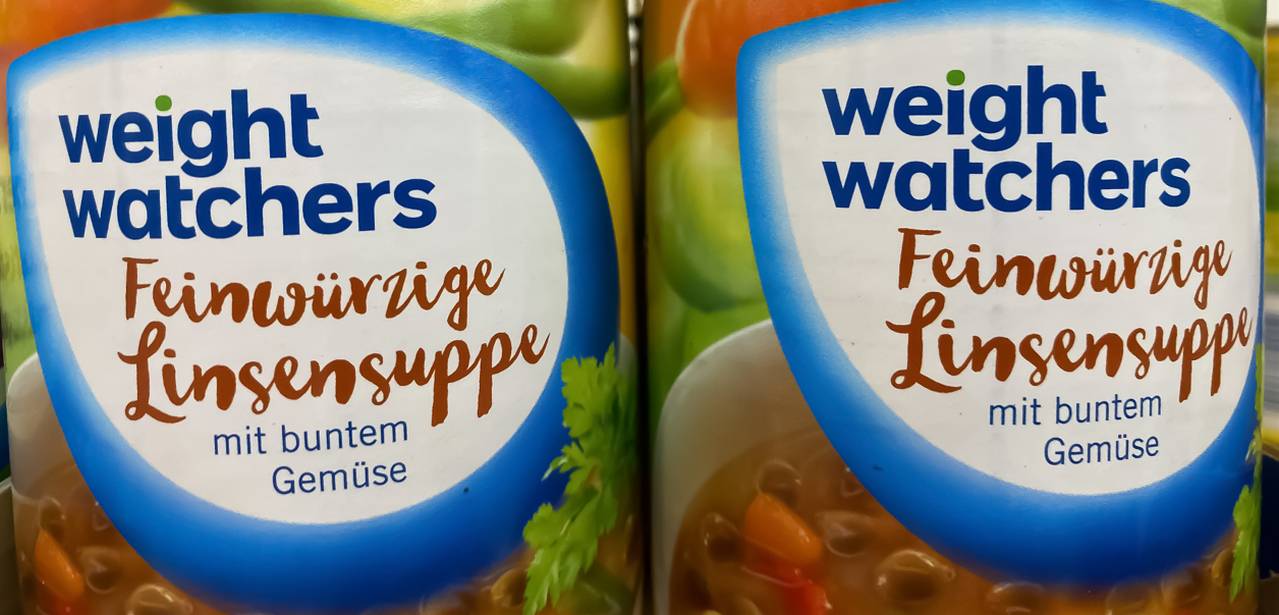 weight
watchers
Feinwürzige
Linsensuppe
mit buntem
Gemüse
weight
watchers
Feinwürzige
Linsensuppe
mit buntem
Gemüse